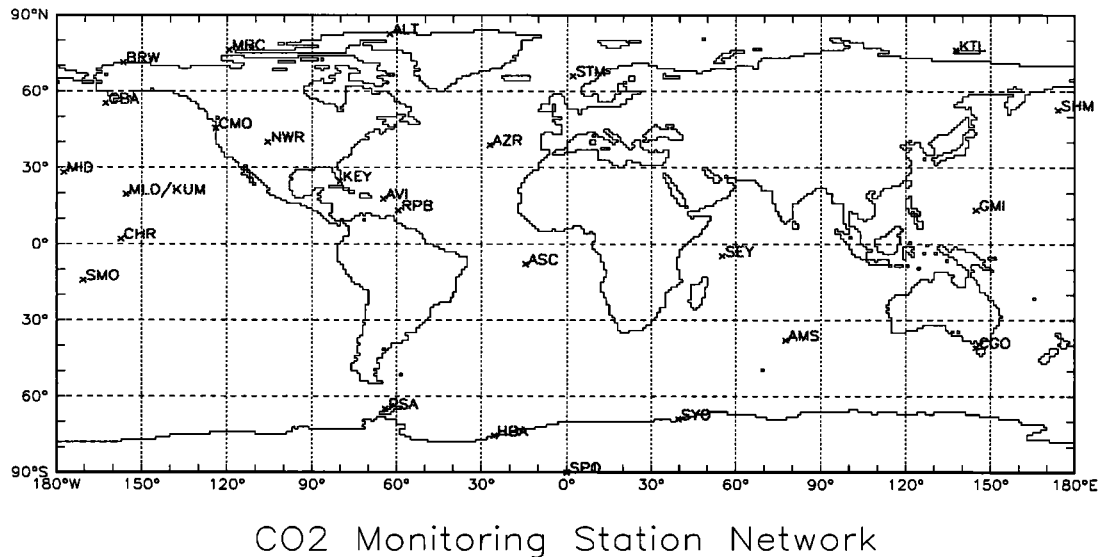 90°N
ALT
MBC
KTL
BRW
STM
60°
CBA
SHM
CMO
NWR
AZR
30°
MID
KEY
MLO/KUM
AVI
RPB
GMI
0°
CHR
SEY
ASC
SMO
30°
AMS
CGO
60°
PSA
SYO
HBA
SPO
90°S
180°W 150° 120° 90° 60° 30° 0° 30° 60° 90° 120° 150° 180°E
CO2 Monitoring Station Network